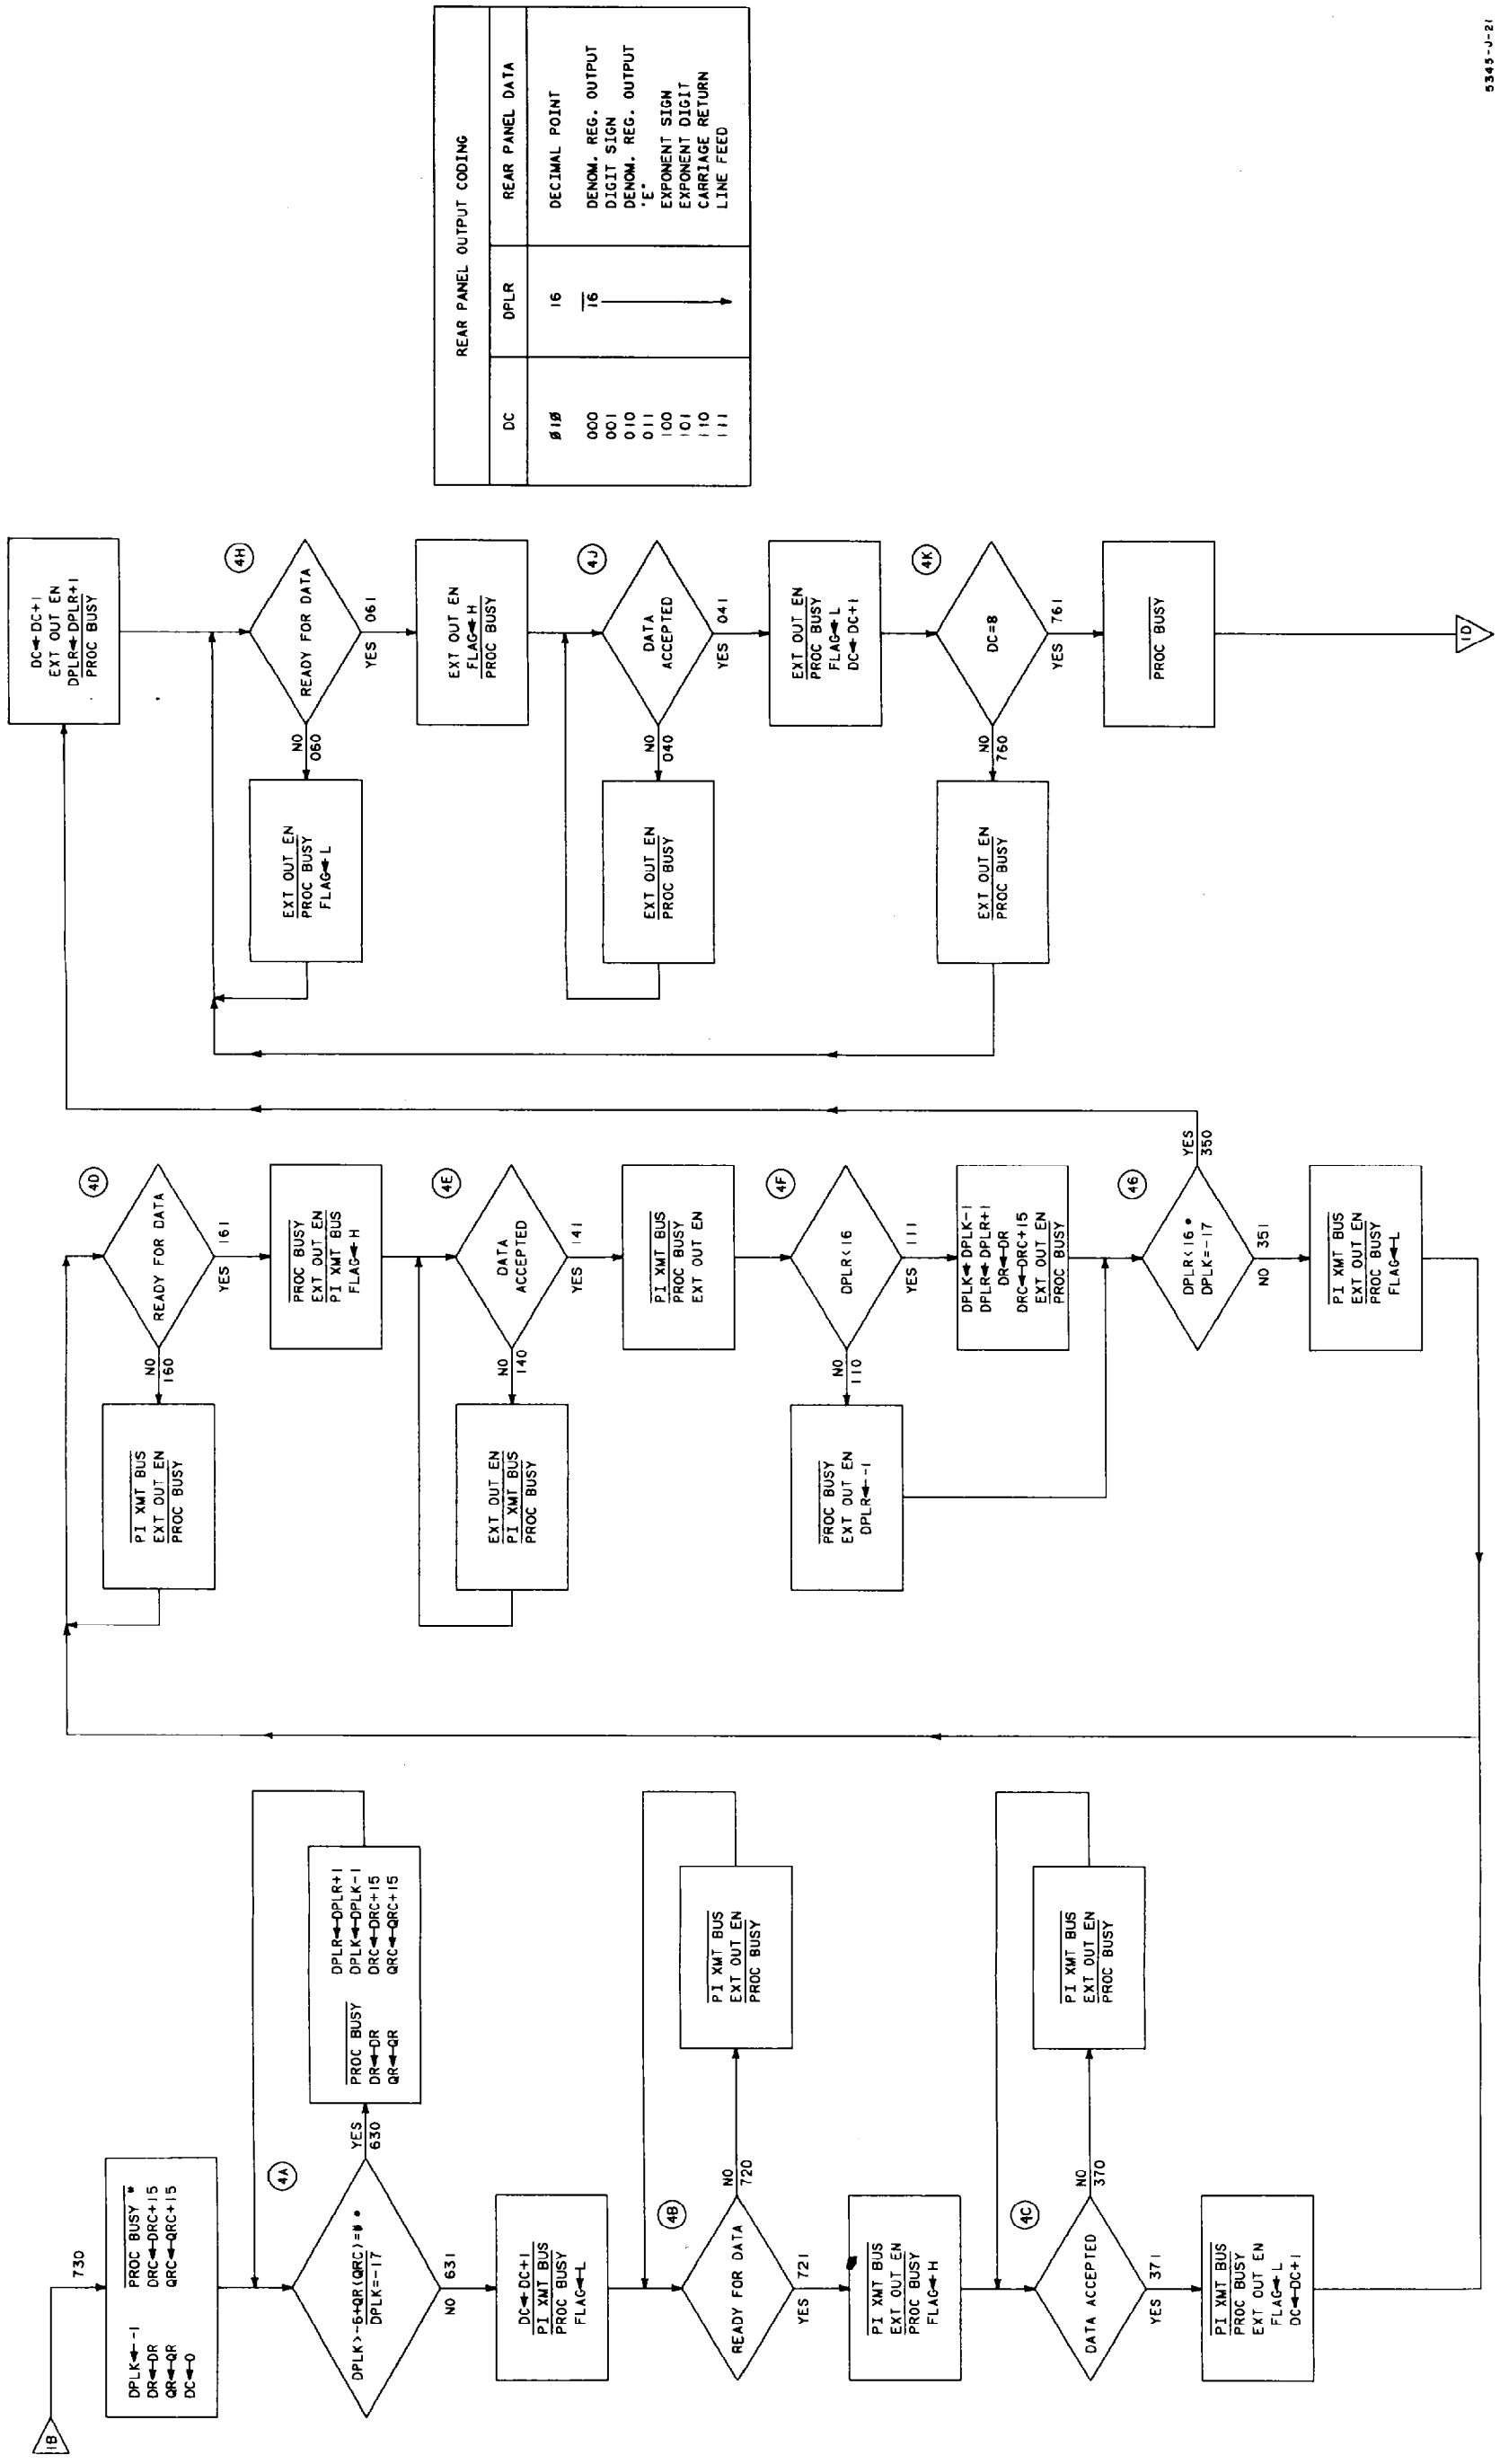 1B
730
DPLK←-1
DR←DR
QR←QR
DC←0
PROC BUSY *
DRC←DRC+15
QRC←QRC+15
4A
DPLK>-6+QR(QRC)=0 •
DPLK=-17
YES
630
PROC BUSY
DR←DR
QR←QR
DPLR←DPLR+1
DPLK←DPLK-1
DRC←DRC+15
QRC←QRC+15
NO
631
DC←DC+1
PI XMT BUS
PROC BUSY
FLAG←L
4B
READY FOR DATA
NO
720
PI XMT BUS
EXT OUT EN
PROC BUSY
YES
721
PI XMT BUS
EXT OUT EN
PROC BUSY
FLAG←H
4C
DATA ACCEPTED
NO
370
PI XMT BUS
EXT OUT EN
PROC BUSY
YES
371
PI XMT BUS
PROC BUSY
EXT OUT EN
FLAG←L
DC←DC+1
4D
READY FOR DATA
NO
160
PI XMT BUS
EXT OUT EN
PROC BUSY
YES
161
PROC BUSY
EXT OUT EN
PI XMT BUS
FLAG←H
4E
DATA
ACCEPTED
NO
140
EXT OUT EN
PI XMT BUS
PROC BUSY
YES
141
PI XMT BUS
PROC BUSY
EXT OUT EN
4F
DPLR<16
NO
110
PROC BUSY
EXT OUT EN
DPLR←-1
YES
111
DPLK←DPLK-1
DPLR←DPLR+1
DR←DR
DRC←DRC+15
EXT OUT EN
PROC BUSY
46
DPLR<16 •
DPLK=-17
YES
350
NO
351
PI XMT BUS
EXT OUT EN
PROC BUSY
FLAG←L
DC←DC+1
EXT OUT EN
DPLR←DPLR+1
PROC BUSY
4H
READY FOR DATA
NO
060
EXT OUT EN
PROC BUSY
FLAG←L
YES
061
EXT OUT EN
FLAG←H
PROC BUSY
4J
DATA
ACCEPTED
NO
040
EXT OUT EN
PROC BUSY
YES
041
EXT OUT EN
PROC BUSY
FLAG←L
DC←DC+1
4K
DC=8
NO
760
EXT OUT EN
PROC BUSY
YES
761
PROC BUSY
1D
REAR PANEL OUTPUT CODING
DC DPLR REAR PANEL DATA
010 16 DECIMAL POINT
000 16 DENOM. REG. OUTPUT
001 DIGIT SIGN
010 DENOM. REG. OUTPUT
011 'E'
100 EXPONENT SIGN
101 EXPONENT DIGIT
110 CARRIAGE RETURN
111 LINE FEED
5345-J-21